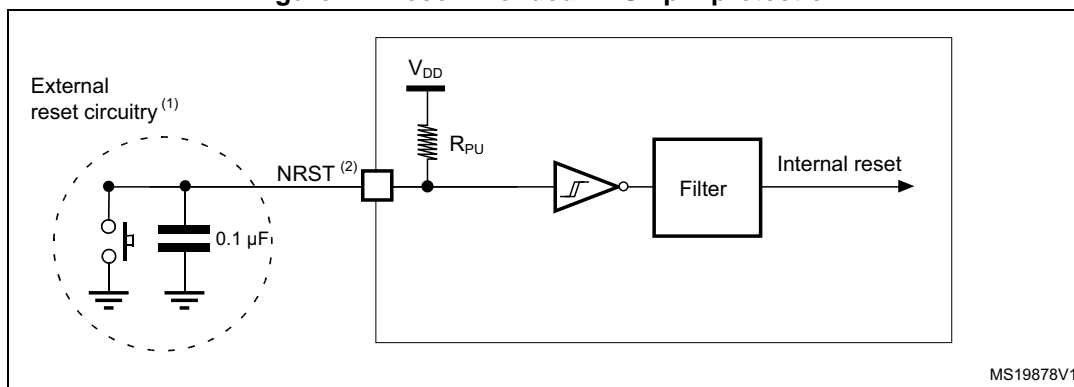 External
reset circuitry (1)
V_DD
R_PU
NRST (2)
0.1 µF
Filter
Internal reset
MS19878V1